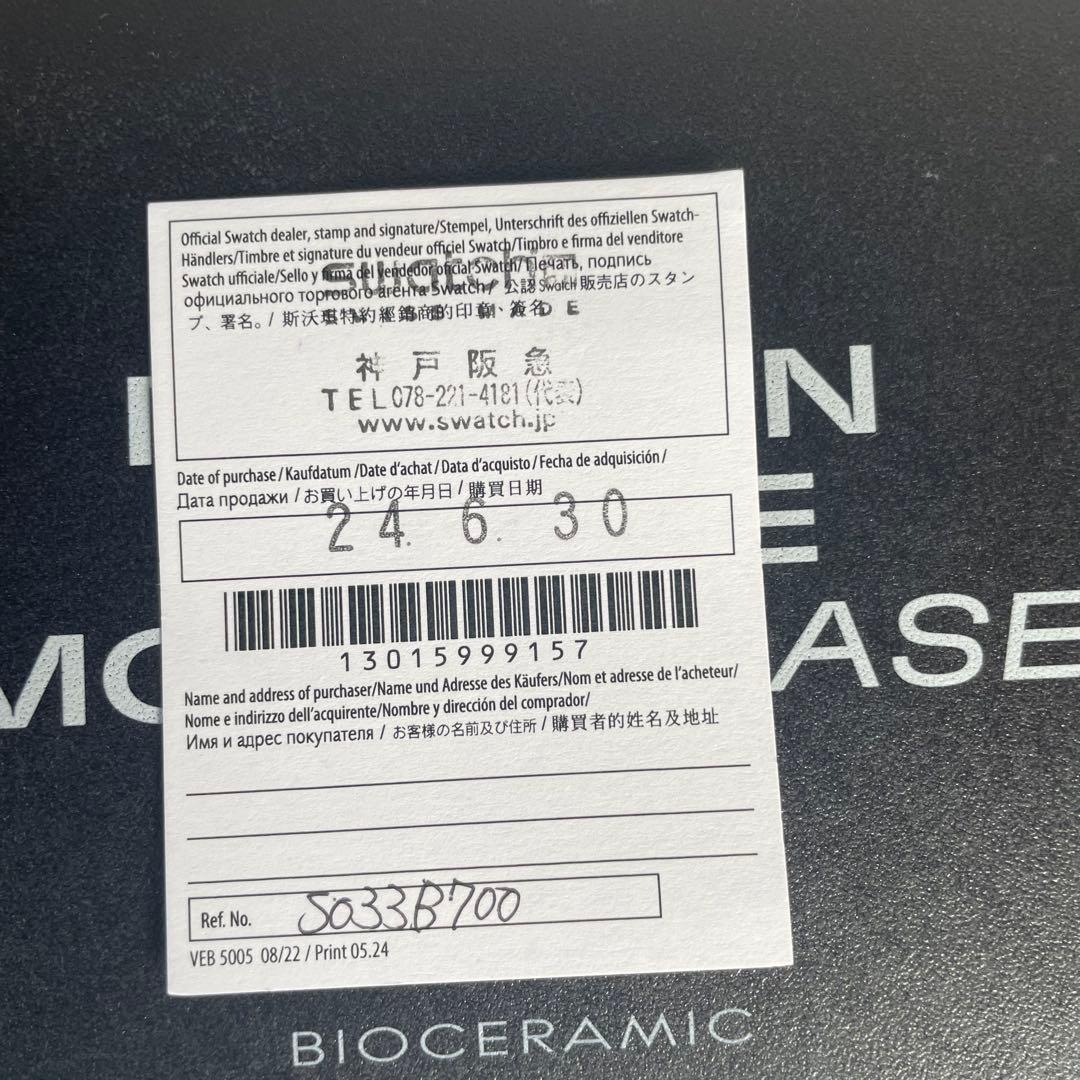 Official Swatch dealer, stamp and signature/Stempel, Unterschrift des offiziellen Swatch-
Händlers/Timbre et signature du vendeur officiel Swatch/Timbro e firma del venditore
Swatch ufficiale/Sello y firma del vendedor oficial Swatch/Печать, подпись
официального торгового агента Swatch/ 公認 Swatch 販売店のスタン
プ、署名。/ 斯沃琪特約經銷商的印章、簽名
swatch
神戸阪急
TEL078-221-4181(代表)
www.swatch.jp
Date of purchase/Kaufdatum/Date d'achat/Data d'acquisto/Fecha de adquisición/
Дата продажи /お買い上げの年月日/購買日期
24. 6. 30
13015999157
Name and address of purchaser/Name und Adresse des Käufers/Nom et adresse de l'acheteur/
Nome e indirizzo dell'acquirente/Nombre y dirección del comprador/
Имя и адрес покупателя / お客様の名前及び住所 / 購買者的姓名及地址
Ref. No. SO33B700
VEB 5005 08/22 / Print 05.24
BIOCERAMIC